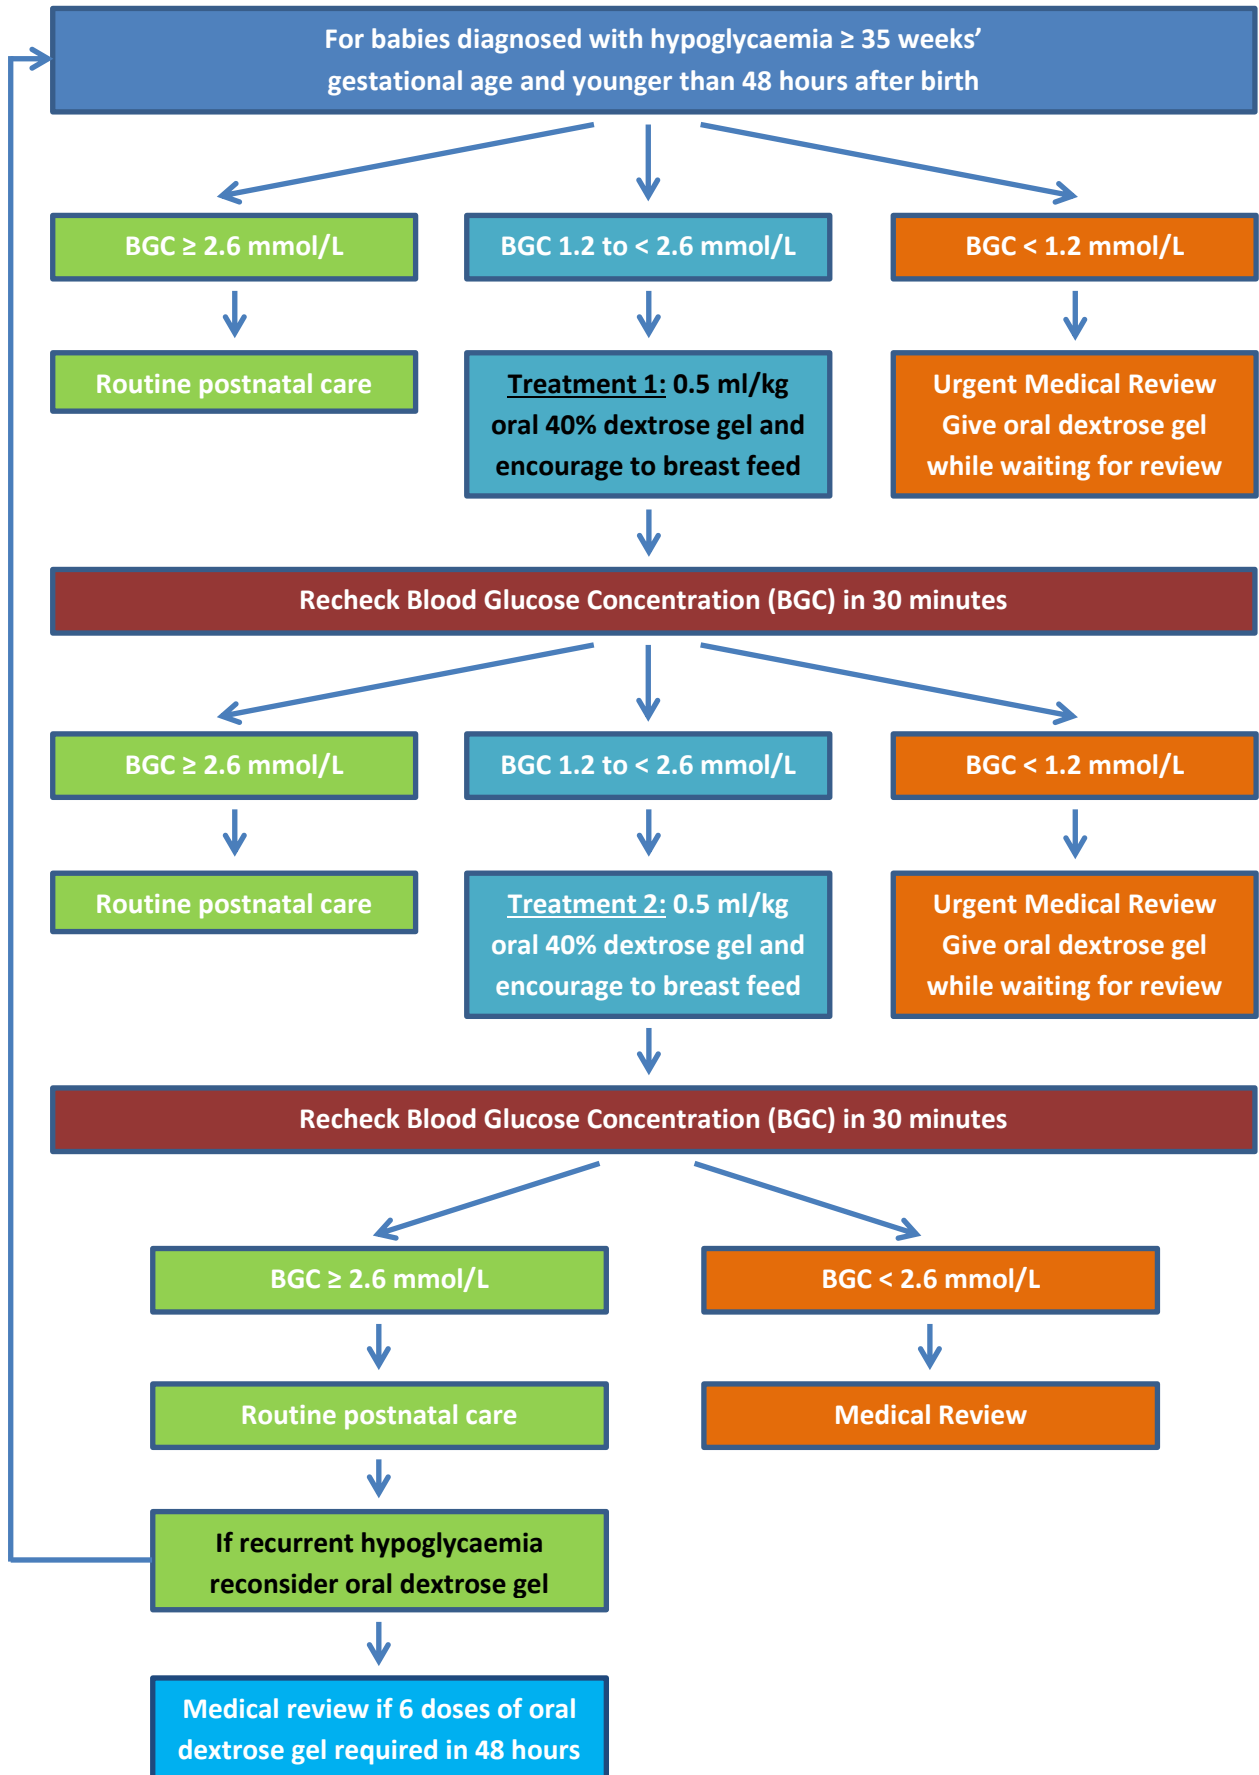 For babies diagnosed with hypoglycaemia ≥ 35 weeks’
gestational age and younger than 48 hours after birth
BGC ≥ 2.6 mmol/L
BGC 1.2 to < 2.6 mmol/L
BGC < 1.2 mmol/L
Routine postnatal care
Treatment 1: 0.5 ml/kg
oral 40% dextrose gel and
encourage to breast feed
Urgent Medical Review
Give oral dextrose gel
while waiting for review
Recheck Blood Glucose Concentration (BGC) in 30 minutes
BGC ≥ 2.6 mmol/L
BGC 1.2 to < 2.6 mmol/L
BGC < 1.2 mmol/L
Routine postnatal care
Treatment 2: 0.5 ml/kg
oral 40% dextrose gel and
encourage to breast feed
Urgent Medical Review
Give oral dextrose gel
while waiting for review
Recheck Blood Glucose Concentration (BGC) in 30 minutes
BGC ≥ 2.6 mmol/L
BGC < 2.6 mmol/L
Routine postnatal care
Medical Review
If recurrent hypoglycaemia
reconsider oral dextrose gel
Medical review if 6 doses of oral
dextrose gel required in 48 hours